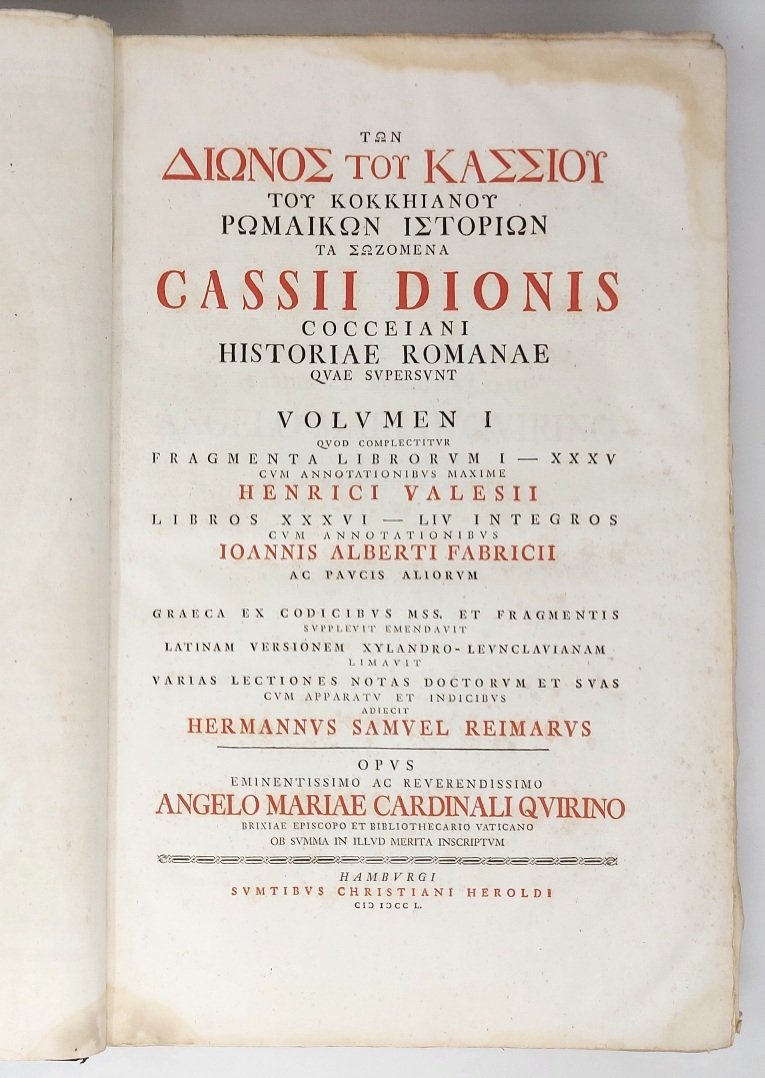 ΤΩΝ
ΔΙΩΝΟΣ ΤΟΥ ΚΑΣΣΙΟΥ
ΤΟΥ ΚΟΚΚΗΙΑΝΟΥ
ΡΩΜΑΙΚΩΝ ΙΣΤΟΡΙΩΝ
ΤΑ ΣΩΖΟΜΕΝΑ
CASSII DIONIS
COCCEIANI
HISTORIAE ROMANAE
QVAE SVPERSVNT
VOLVMEN I
QVOD COMPLECTITVR
FRAGMENTA LIBRORVM I — XXXV
CVM ANNOTATIONIBVS MAXIME
HENRICI VALESII
LIBROS XXXVI — LIV INTEGROS
CVM ANNOTATIONIBVS
IOANNIS ALBERTI FABRICII
AC PAVCIS ALIORVM
GRAECA EX CODICIBVS MSS. ET FRAGMENTIS
SVPPLEVIT EMENDAVIT
LATINAM VERSIONEM XYLANDRO-LEVNCLAVIANAM
LIMAVIT
VARIAS LECTIONES NOTAS DOCTORVM ET SVAS
CVM APPARATV ET INDICIBVS
ADIECIT
HERMANNVS SAMVEL REIMARVS
OPVS
EMINENTISSIMO AC REVERENDISSIMO
ANGELO MARIAE CARDINALI QVIRINO
BRIXIAE EPISCOPO ET BIBLIOTHECARIO VATICANO
OB SVMMA IN ILLVD MERITA INSCRIPTVM
HAMBVRGI
SVMTIBVS CHRISTIANI HEROLDI
CIↃ IↃCC L.